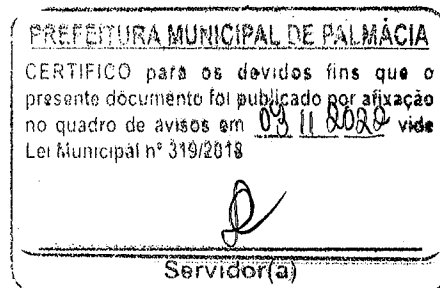 PREFEITURA MUNICIPAL DE PALMÁCIA
CERTIFICO para os devidos fins que o
presente documento foi publicado por afixação
no quadro de avisos em 03 11 2022 vide
Lei Municipal nº 319/2018
Servidor(a)